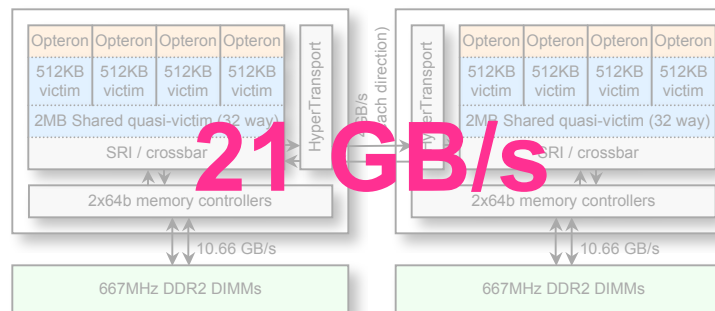 Opteron Opteron Opteron Opteron
512KB victim 512KB victim 512KB victim 512KB victim
2MB Shared quasi-victim (32 way)
SRI / crossbar
HyperTransport
2x64b memory controllers
10.66 GB/s
667MHz DDR2 DIMMs
GB/s
each direction)
21 GB/s
HyperTransport
Opteron Opteron Opteron Opteron
512KB victim 512KB victim 512KB victim 512KB victim
2MB Shared quasi-victim (32 way)
SRI / crossbar
2x64b memory controllers
10.66 GB/s
667MHz DDR2 DIMMs